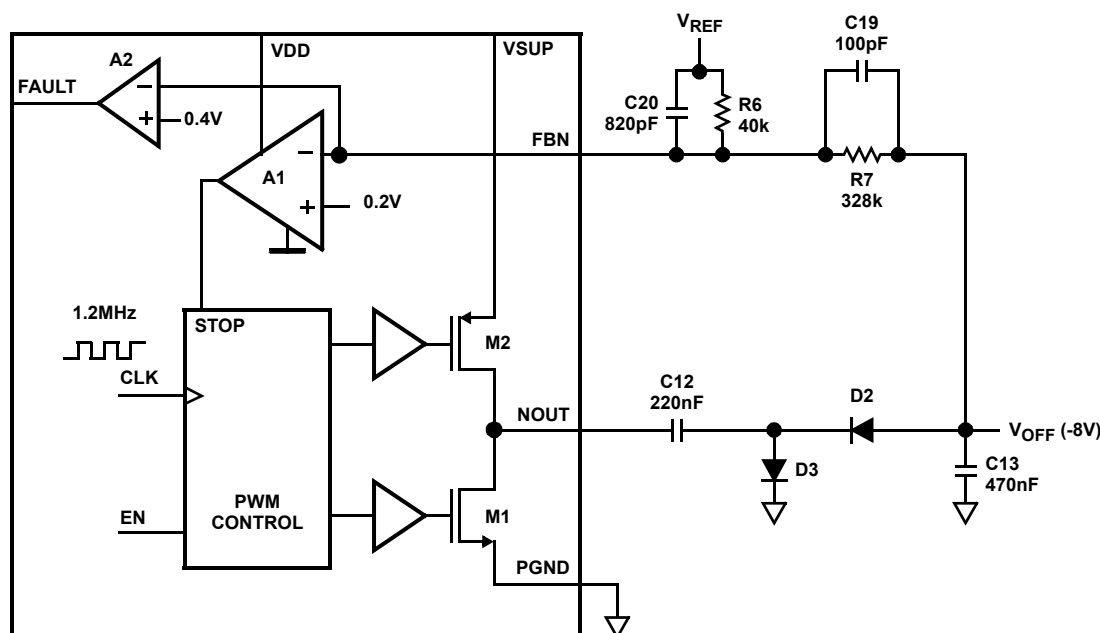 VREF
C19
100pF
VDD
VSUP
A2
FAULT
−
+
0.4V
C20
820pF
R6
40k
FBN
−
A1
+
0.2V
R7
328k
1.2MHz
STOP
M2
CLK
C12
220nF
D2
NOUT
VOFF (-8V)
D3
C13
470nF
EN
PWM
CONTROL
M1
PGND